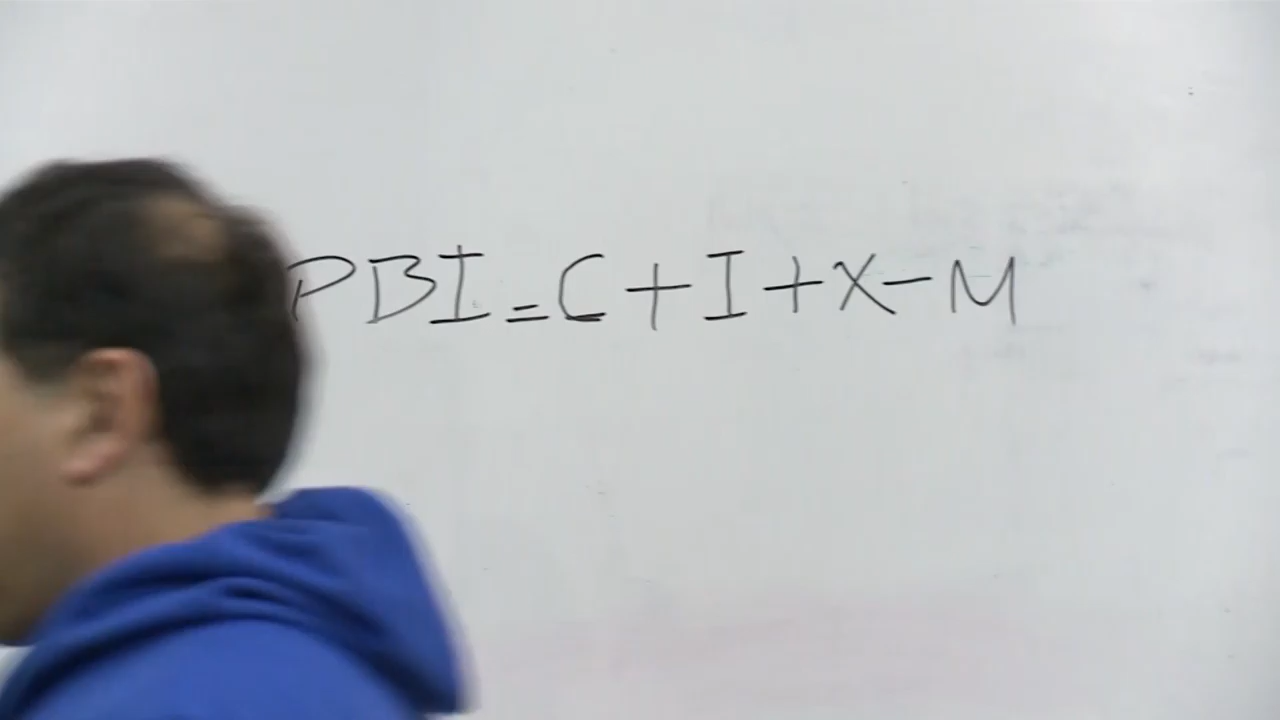 PBI = C + I + X - M